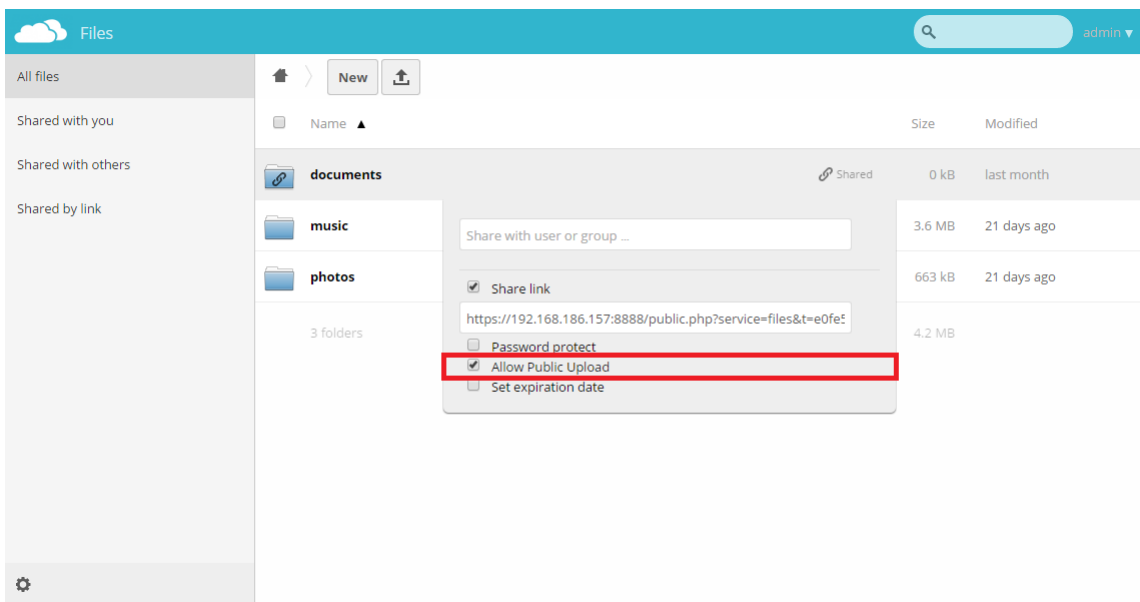 Files
admin ▼
All files
Shared with you
Shared with others
Shared by link
New
Name ▲ Size Modified
documents Shared 0 kB last month
music 3.6 MB 21 days ago
photos 663 kB 21 days ago
3 folders 4.2 MB
Share with user or group ...
Share link
https://192.168.186.157:8888/public.php?service=files&t=e0fe5
Password protect
Allow Public Upload
Set expiration date